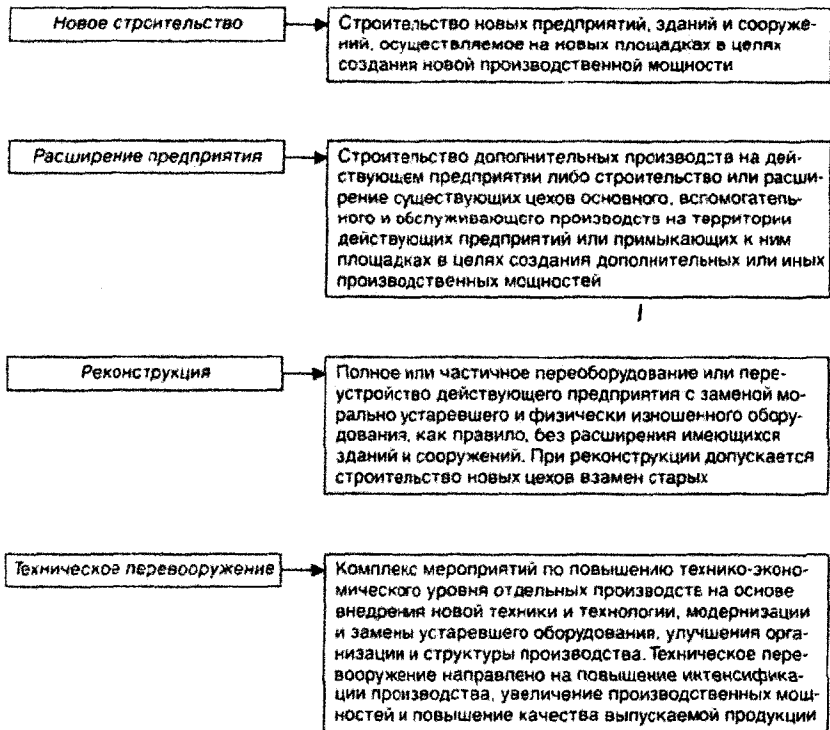 Новое строительство
Строительство новых предприятий, зданий и сооруже-
ний, осуществляемое на новых площадках в целях
создания новой производственной мощности
Расширение предприятия
Строительство дополнительных производств на дей-
ствующем предприятии либо строительство или расши-
рение существующих цехов основного, вспомогатель-
ного и обслуживающего производств на территории
действующих предприятий или примыкающих к ним
площадках в целях создания дополнительных или иных
производственных мощностей
Реконструкция
Полное или частичное переоборудование или пере-
устройство действующего предприятия с заменой мо-
рально устаревшего и физически изношенного обору-
дования, как правило, без расширения имеющихся
зданий и сооружений. При реконструкции допускается
строительство новых цехов взамен старых
Техническое перевооружение
Комплекс мероприятий по повышению технико-эконо-
мического уровня отдельных производств на основе
внедрения новой техники и технологии, модернизации
и замены устаревшего оборудования, улучшения орга-
низации и структуры производства. Техническое пере-
вооружение направлено на повышение интенсифика-
ции производства, увеличение производственных мощ-
ностей и повышение качества выпускаемой продукции